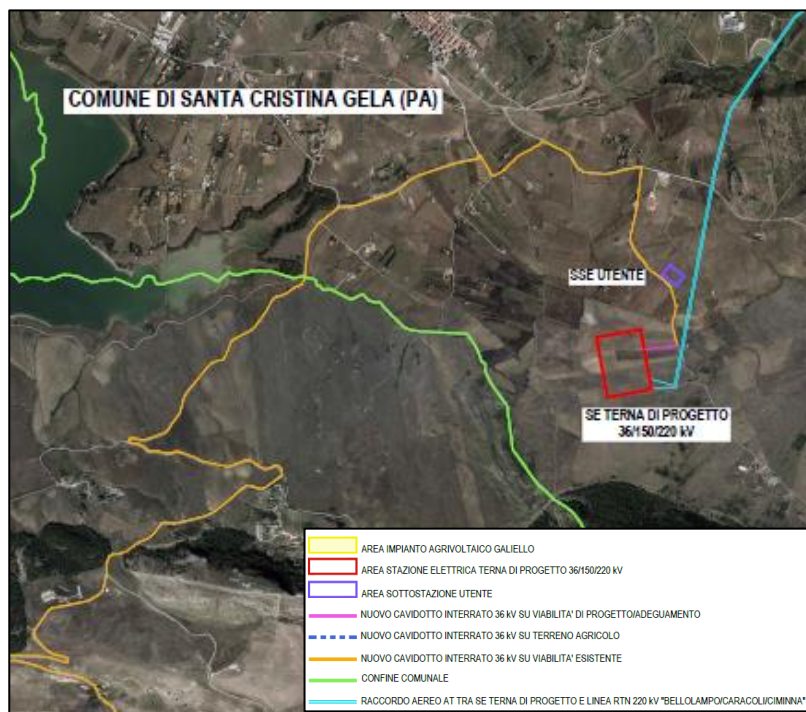 COMUNE DI SANTA CRISTINA GELA (PA)
SSE UTENTE
SE TERNA DI PROGETTO
36/150/220 kV
AREA IMPIANTO AGRIVOLTAICO GALIELLO
AREA STAZIONE ELETTRICA TERNA DI PROGETTO 36/150/220 kV
AREA SOTTOSTAZIONE UTENTE
NUOVO CAVIDOTTO INTERRATO 36 kV SU VIABILITA' DI PROGETTO/ADEGUAMENTO
NUOVO CAVIDOTTO INTERRATO 36 kV SU TERRENO AGRICOLO
NUOVO CAVIDOTTO INTERRATO 36 kV SU VIABILITA' ESISTENTE
CONFINE COMUNALE
RACCORDO AEREO AT TRA SE TERNA DI PROGETTO E LINEA RTN 220 kV "BELLOLAMPO/CARACOLI/CIMINNA"